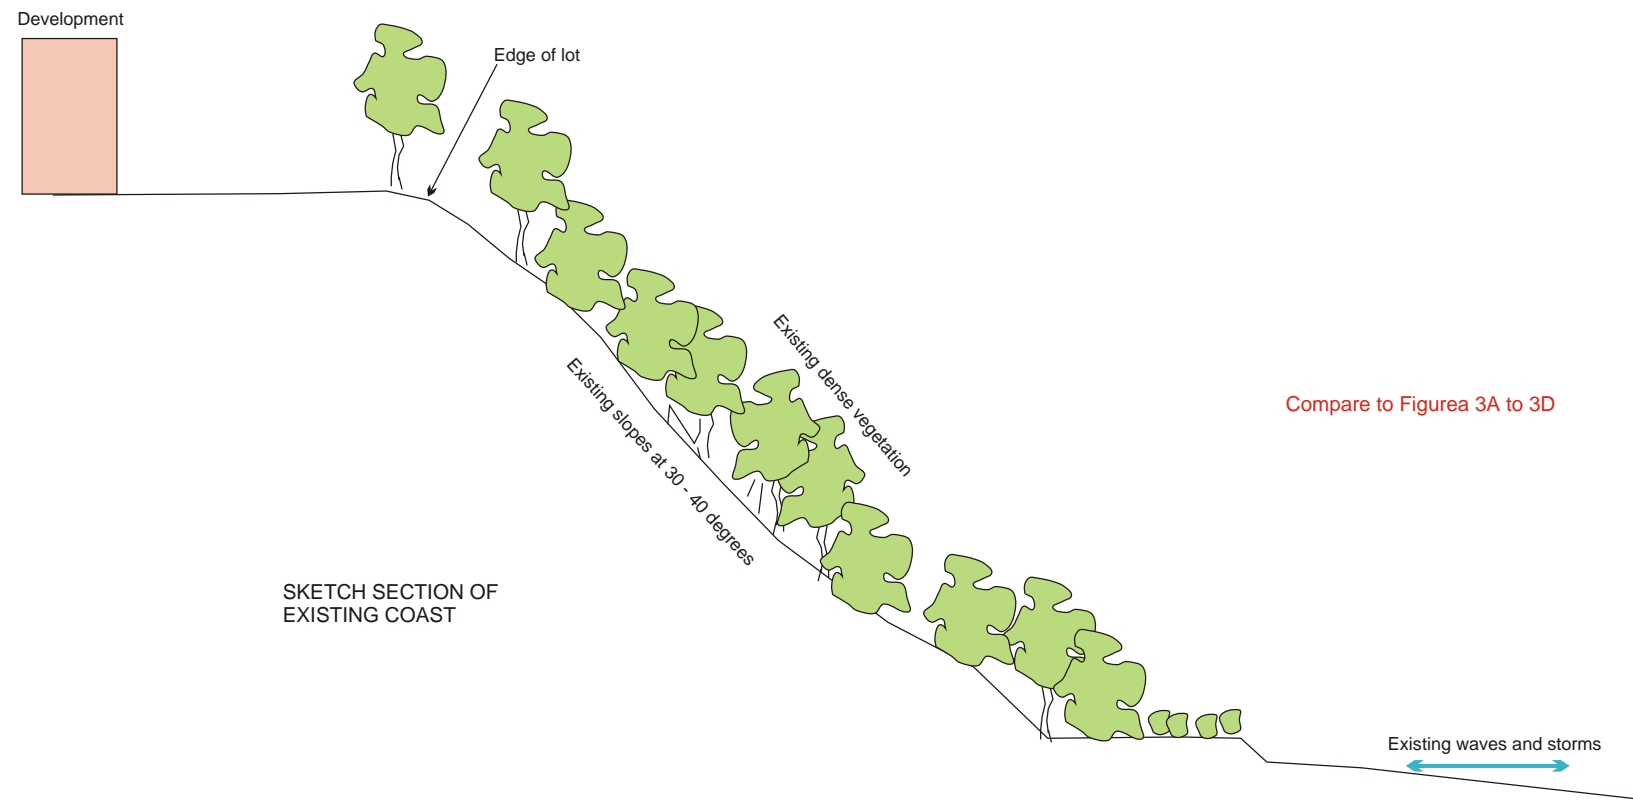 Development
Edge of lot
Existing dense vegetation
Existing slopes at 30 - 40 degrees
Compare to Figurea 3A to 3D
SKETCH SECTION OF
EXISTING COAST
Existing waves and storms